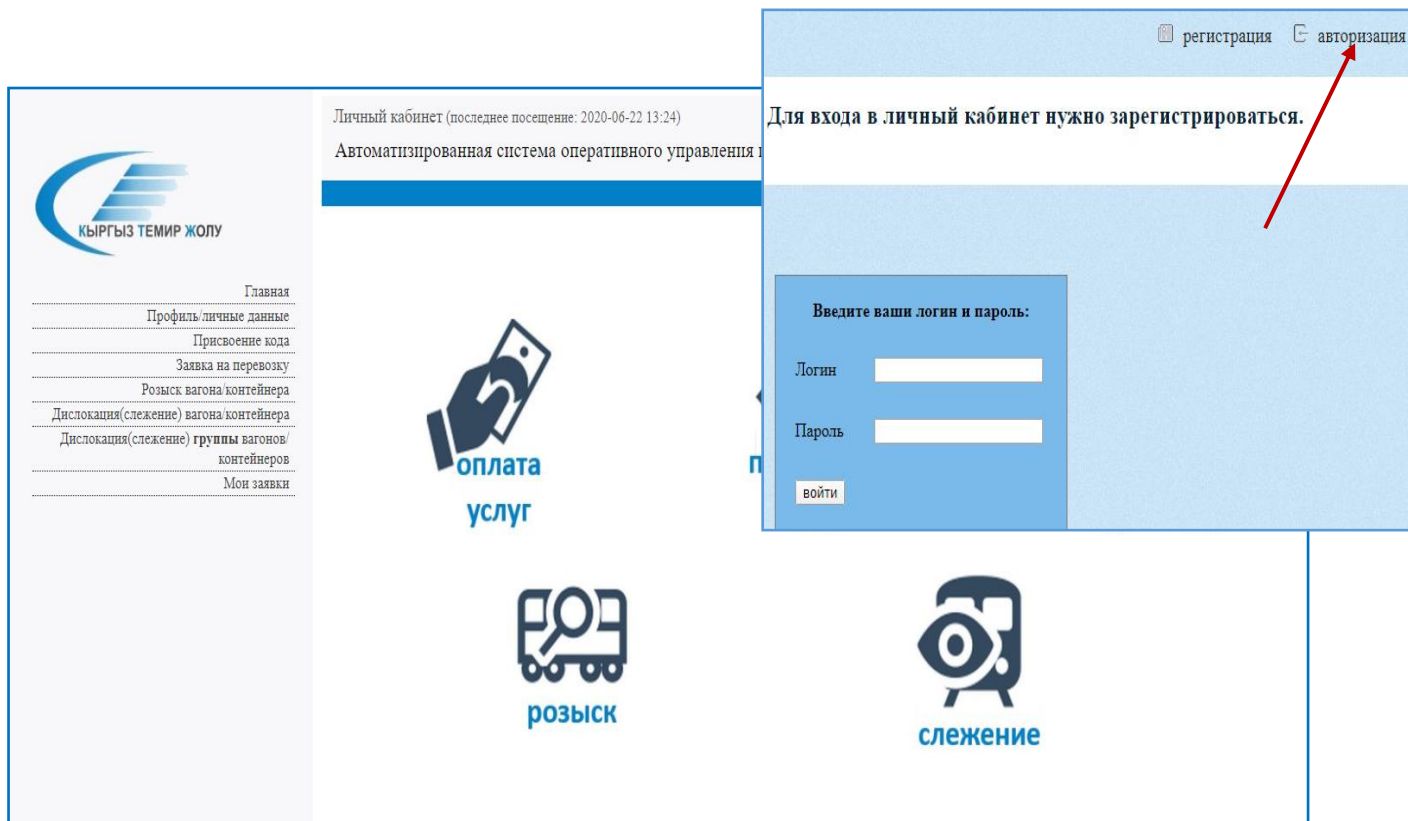 регистрация авторизация
Для входа в личный кабинет нужно зарегистрироваться.
Введите ваши логин и пароль:
Логин
Пароль
войти
Личный кабинет (последнее посещение: 2020-06-22 13:24)
Автоматизированная система оперативного управления
КЫРГЫЗ ТЕМИР ЖОЛУ
Главная
Профиль/личные данные
Присвоение кода
Заявка на перевозку
Розыск вагона/контейнера
Дислокация(слежение) вагона/контейнера
Дислокация(слежение) группы вагонов/
контейнеров
Мои заявки
оплата
услуг
розыск
слежение